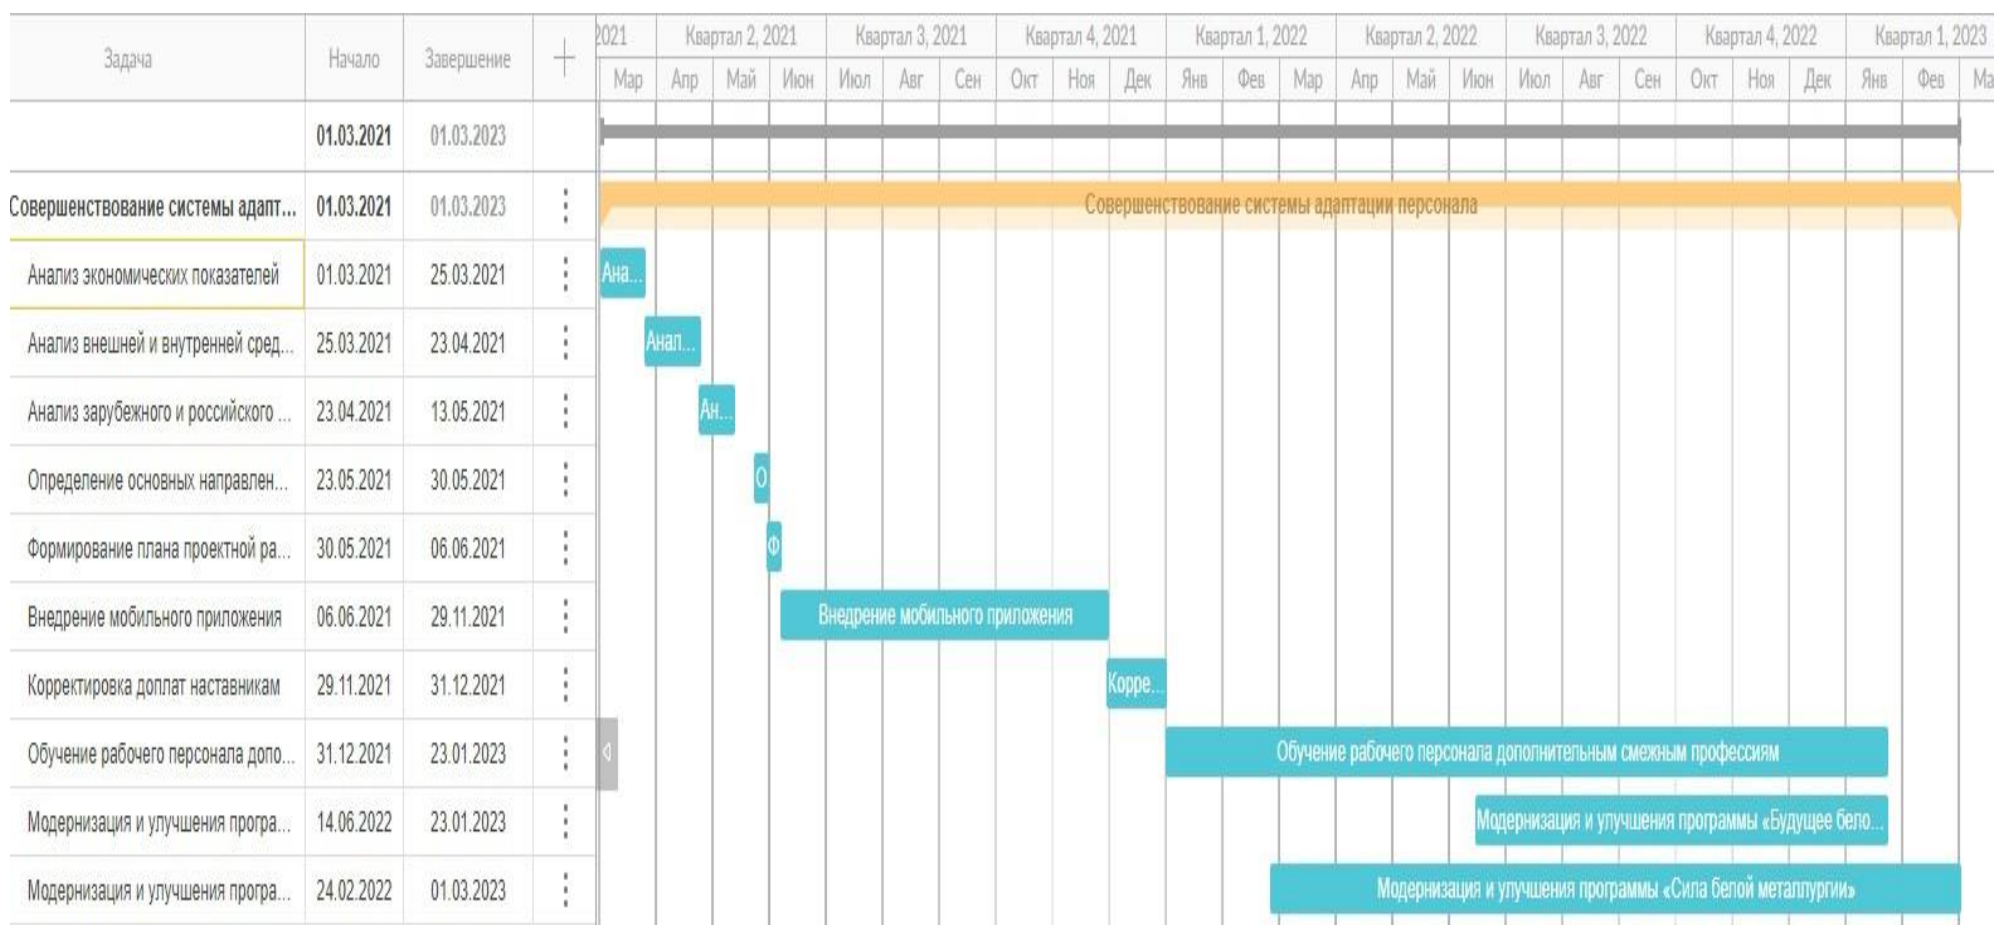 Задача Начало Завершение + 2021 Квартал 2, 2021 Квартал 3, 2021 Квартал 4, 2021 Квартал 1, 2022 Квартал 2, 2022 Квартал 3, 2022 Квартал 4, 2022 Квартал 1, 2023
Мар Апр Май Июн Июл Авг Сен Окт Ноя Дек Янв Фев Мар Апр Май Июн Июл Авг Сен Окт Ноя Дек Янв Фев Ма
01.03.2021 01.03.2023
Совершенствование системы адапт... 01.03.2021 01.03.2023 Совершенствование системы адаптации персонала
Анализ экономических показателей 01.03.2021 25.03.2021 Ана...
Анализ внешней и внутренней сред... 25.03.2021 23.04.2021 Анал...
Анализ зарубежного и российского ... 23.04.2021 13.05.2021 Ан...
Определение основных направлен... 23.05.2021 30.05.2021 О
Формирование плана проектной ра... 30.05.2021 06.06.2021 Ф
Внедрение мобильного приложения 06.06.2021 29.11.2021 Внедрение мобильного приложения
Корректировка доплат наставникам 29.11.2021 31.12.2021 Корре...
Обучение рабочего персонала допо... 31.12.2021 23.01.2023 Обучение рабочего персонала дополнительным смежным профессиям
Модернизация и улучшения програ... 14.06.2022 23.01.2023 Модернизация и улучшения программы «Будущее бело...
Модернизация и улучшения програ... 24.02.2022 01.03.2023 Модернизация и улучшения программы «Сила белой металлургии»